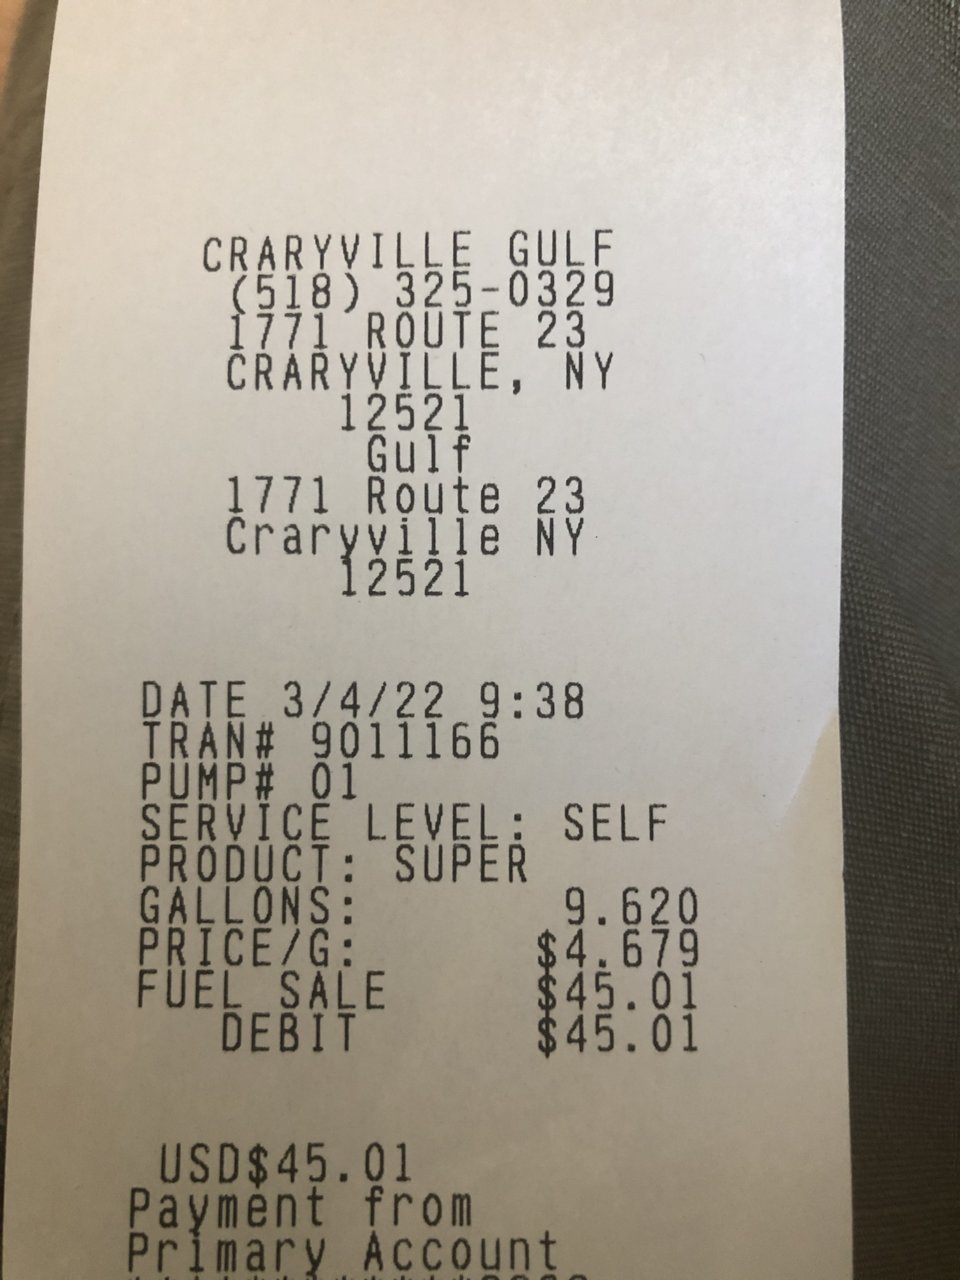 CRARYVILLE GULF
(518) 325-0329
1771 ROUTE 23
CRARYVILLE, NY
12521
Gulf
1771 Route 23
Craryville NY
12521
DATE 3/4/22 9:38
TRAN# 9011166
PUMP# 01
SERVICE LEVEL: SELF
PRODUCT: SUPER
GALLONS: 9.620
PRICE/G: $4.679
FUEL SALE $45.01
DEBIT $45.01
USD$45.01
Payment from
Primary Account